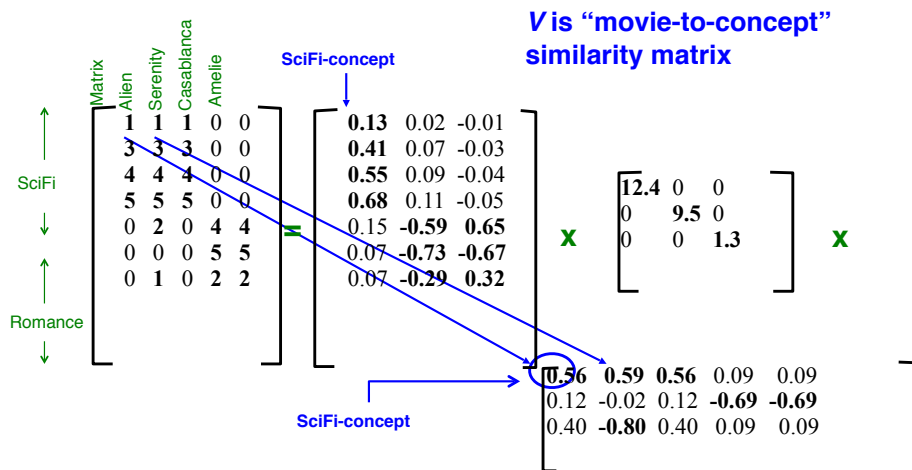 V is “movie-to-concept”
similarity matrix
SciFi-concept
Matrix
Alien
Serenity
Casablanca
Amelie
SciFi
Romance
1 1 1 0 0
3 3 3 0 0
4 4 4 0 0
5 5 5 0 0
0 2 0 4 4
0 0 0 5 5
0 1 0 2 2
=
0.13 0.02 -0.01
0.41 0.07 -0.03
0.55 0.09 -0.04
0.68 0.11 -0.05
0.15 -0.59 0.65
0.07 -0.73 -0.67
0.07 -0.29 0.32
x
12.4 0 0
0 9.5 0
0 0 1.3
x
SciFi-concept
0.56 0.59 0.56 0.09 0.09
0.12 -0.02 0.12 -0.69 -0.69
0.40 -0.80 0.40 0.09 0.09